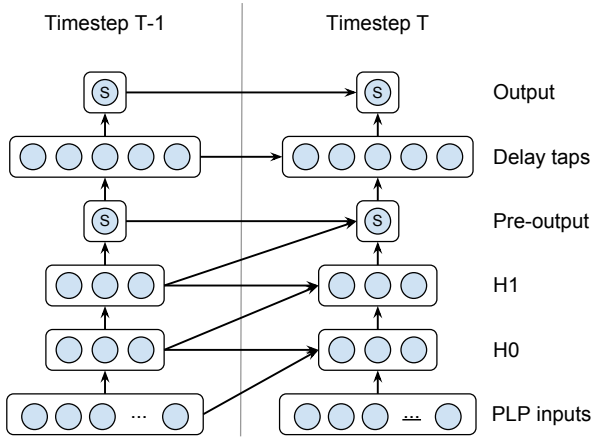 Timestep T-1 Timestep T
S S Output
Delay taps
S S Pre-output
H1
H0
... ... PLP inputs